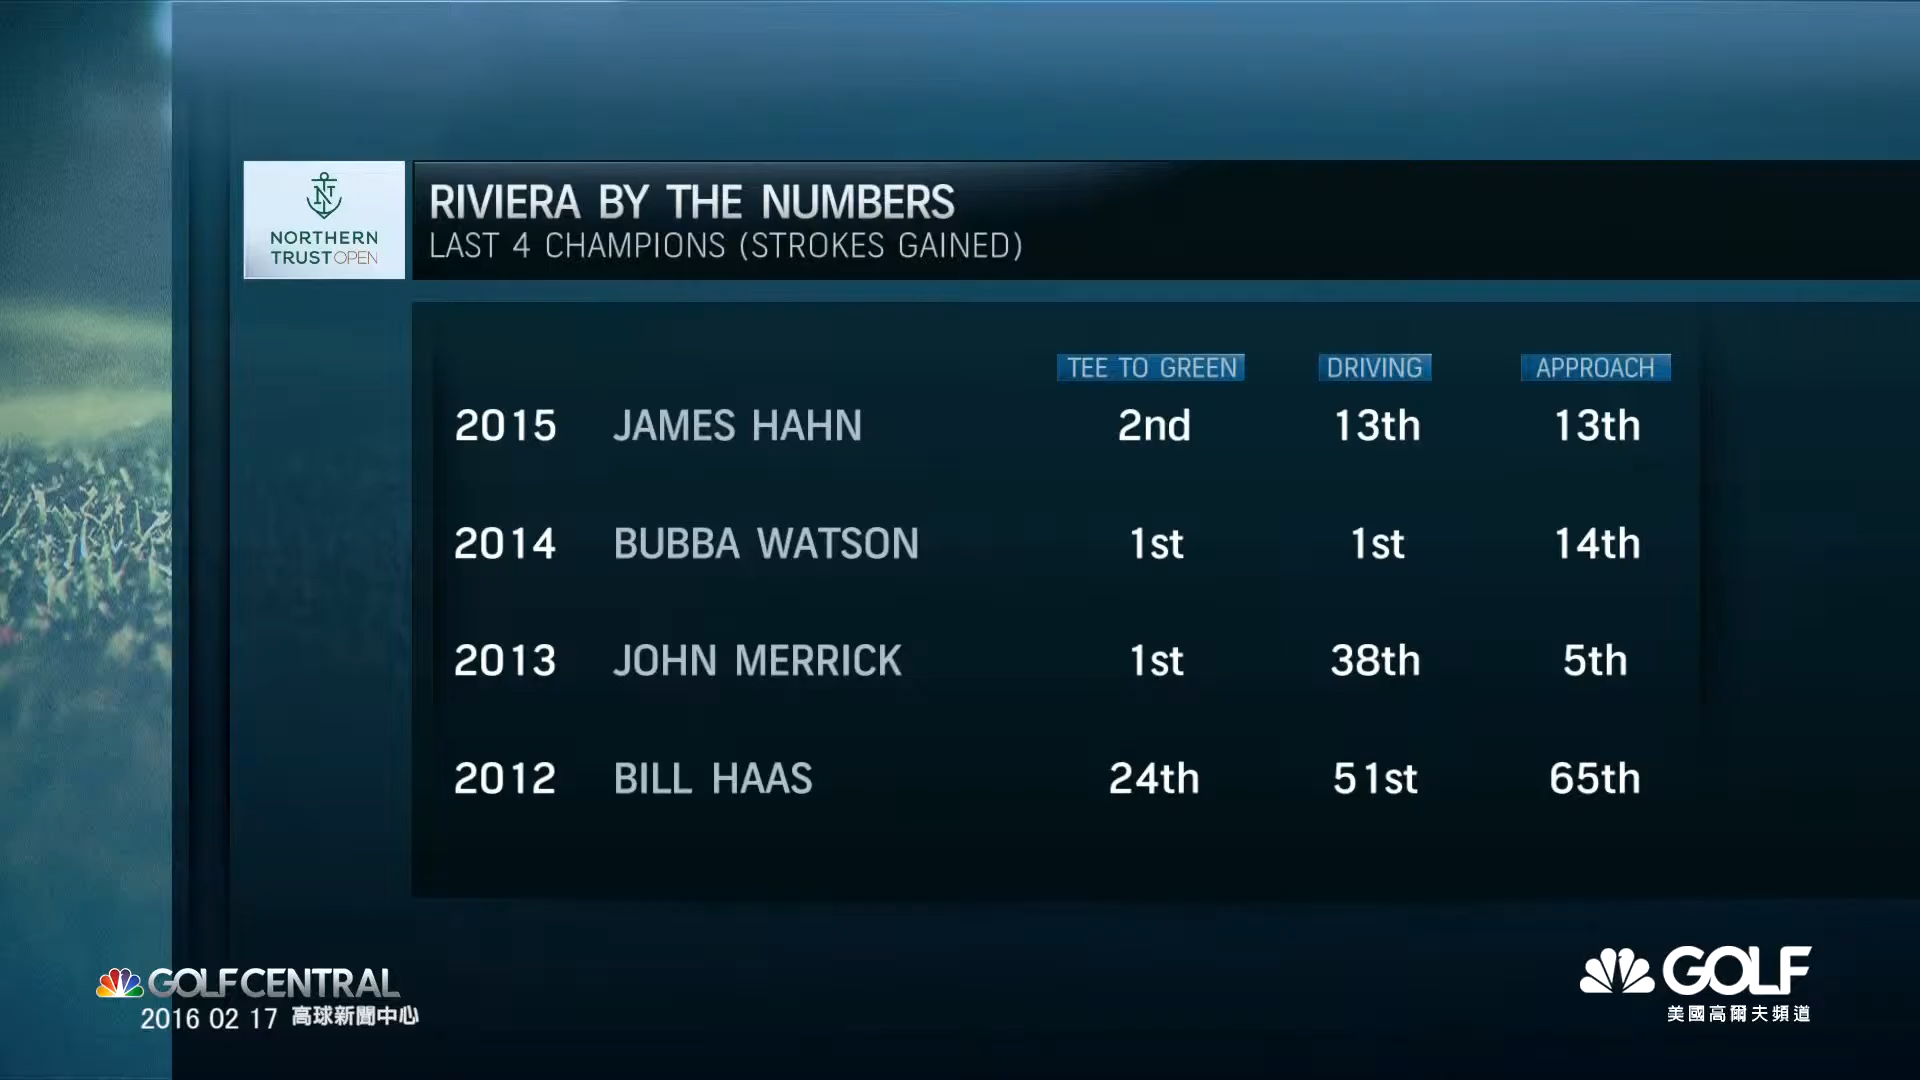 NT
NORTHERN
TRUST OPEN
RIVIERA BY THE NUMBERS
LAST 4 CHAMPIONS (STROKES GAINED)
TEE TO GREEN DRIVING APPROACH
2015 JAMES HAHN 2nd 13th 13th
2014 BUBBA WATSON 1st 1st 14th
2013 JOHN MERRICK 1st 38th 5th
2012 BILL HAAS 24th 51st 65th
GOLF CENTRAL
2016 02 17 高球新聞中心
GOLF
美國高爾夫頻道